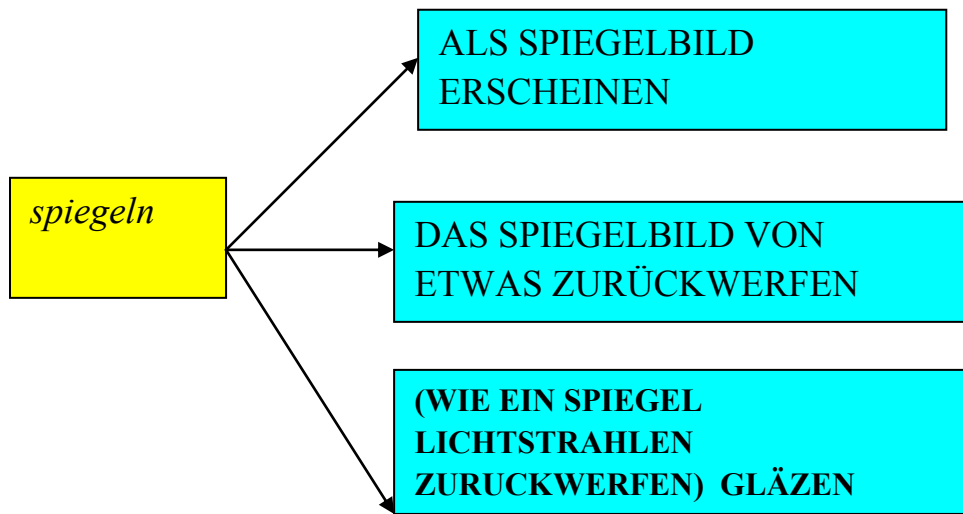 ALS SPIEGELBILD
ERSCHEINEN
spiegeln
DAS SPIEGELBILD VON
ETWAS ZURÜCKWERFEN
(WIE EIN SPIEGEL
LICHTSTRAHLEN
ZURUCKWERFEN) GLÄZEN